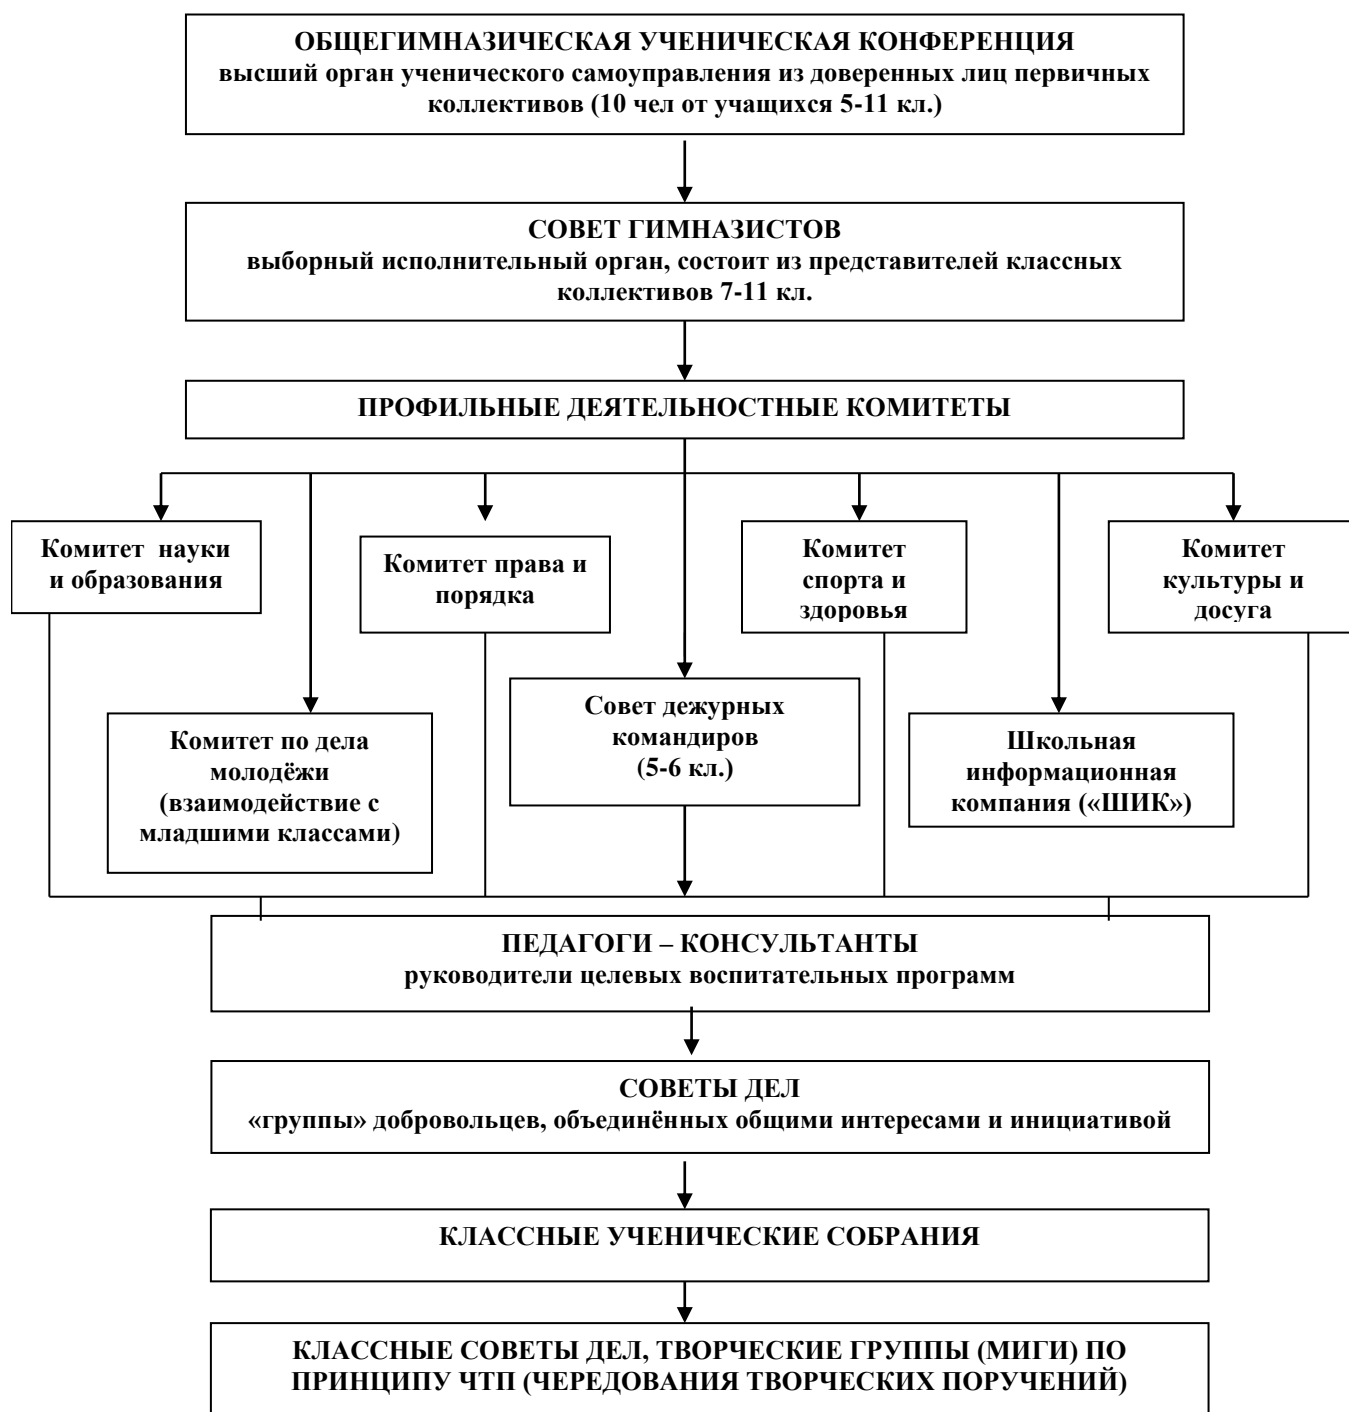 ОБЩЕГИМНАЗИЧЕСКАЯ УЧЕНИЧЕСКАЯ КОНФЕРЕНЦИЯ
высший орган ученического самоуправления из доверенных лиц первичных
коллективов (10 чел от учащихся 5-11 кл.)
СОВЕТ ГИМНАЗИСТОВ
выборный исполнительный орган, состоит из представителей классных
коллективов 7-11 кл.
ПРОФИЛЬНЫЕ ДЕЯТЕЛЬНОСТНЫЕ КОМИТЕТЫ
Комитет науки
и образования
Комитет права и
порядка
Комитет
спорта и
здоровья
Комитет
культуры и
досуга
Комитет по дела
молодёжи
(взаимодействие с
младшими классами)
Совет дежурных
командиров
(5-6 кл.)
Школьная
информационная
компания («ШИК»)
ПЕДАГОГИ – КОНСУЛЬТАНТЫ
руководители целевых воспитательных программ
СОВЕТЫ ДЕЛ
«группы» добровольцев, объединённых общими интересами и инициативой
КЛАССНЫЕ УЧЕНИЧЕСКИЕ СОБРАНИЯ
КЛАССНЫЕ СОВЕТЫ ДЕЛ, ТВОРЧЕСКИЕ ГРУППЫ (МИГИ) ПО
ПРИНЦИПУ ЧТП (ЧЕРЕДОВАНИЯ ТВОРЧЕСКИХ ПОРУЧЕНИЙ)